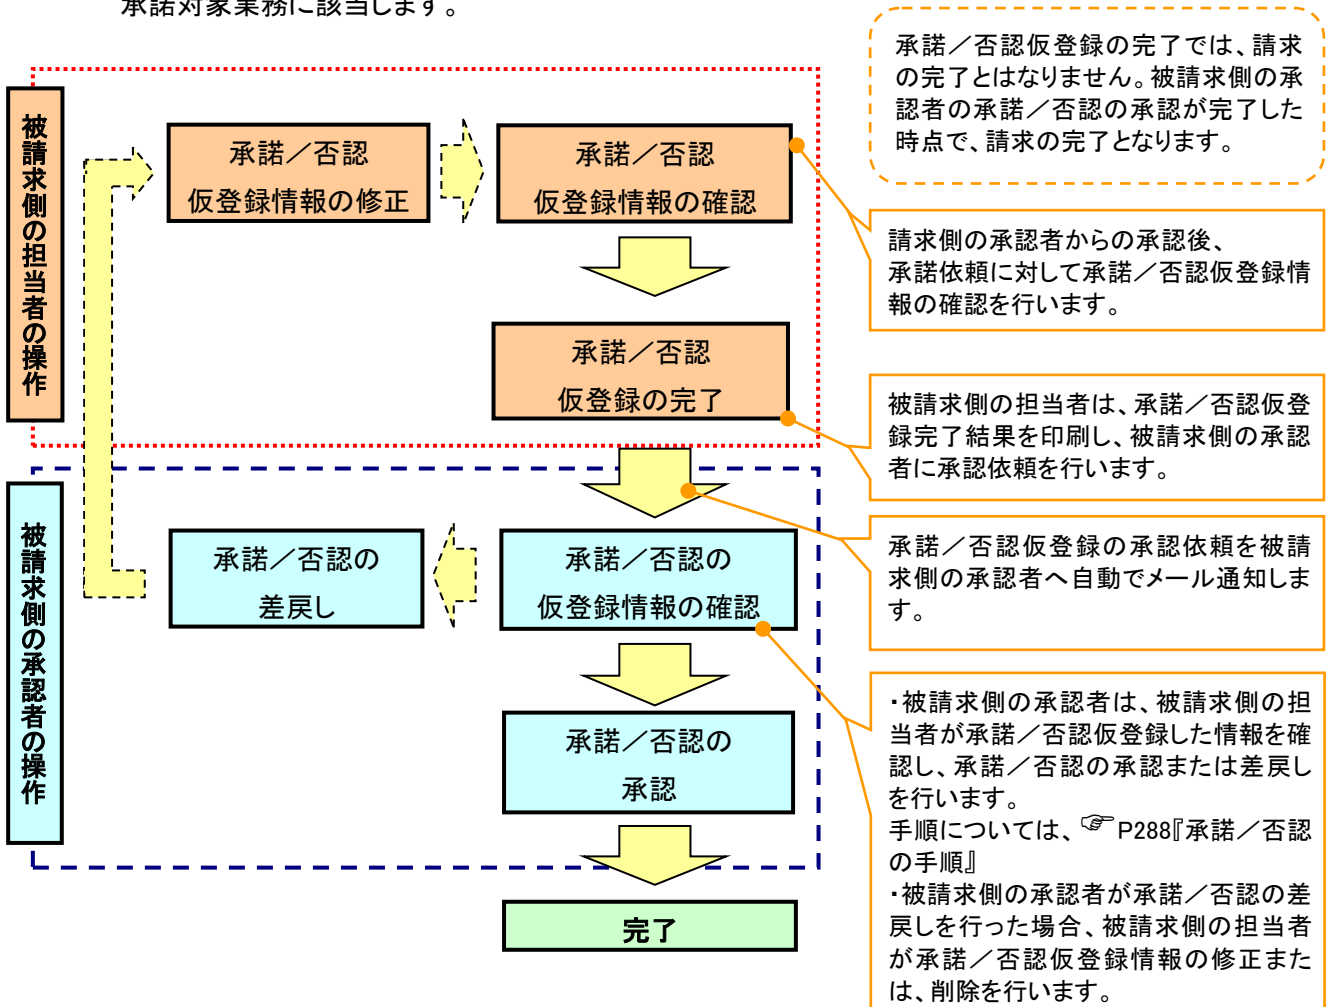 承諾対象業務に該当します。
承諾／否認仮登録の完了では、請求
の完了とはなりません。被請求側の承
認者の承諾／否認の承認が完了した
時点で、請求の完了となります。
被請求側の担当者の操作
承諾／否認
仮登録情報の修正
承諾／否認
仮登録情報の確認
請求側の承認者からの承認後、
承諾依頼に対して承諾／否認仮登録情
報の確認を行います。
承諾／否認
仮登録の完了
被請求側の担当者は、承諾／否認仮登
録完了結果を印刷し、被請求側の承認
者に承認依頼を行います。
被請求側の承認者の操作
承諾／否認の
差戻し
承諾／否認の
仮登録情報の確認
承諾／否認仮登録の承認依頼を被請
求側の承認者へ自動でメール通知しま
す。
承諾／否認の
承認
・被請求側の承認者は、被請求側の担
当者が承諾／否認仮登録した情報を確
認し、承諾／否認の承認または差戻し
を行います。
手順については、☞P288『承諾／否認
の手順』
・被請求側の承認者が承諾／否認の差
戻しを行った場合、被請求側の担当者
が承諾／否認仮登録情報の修正また
は、削除を行います。
完了